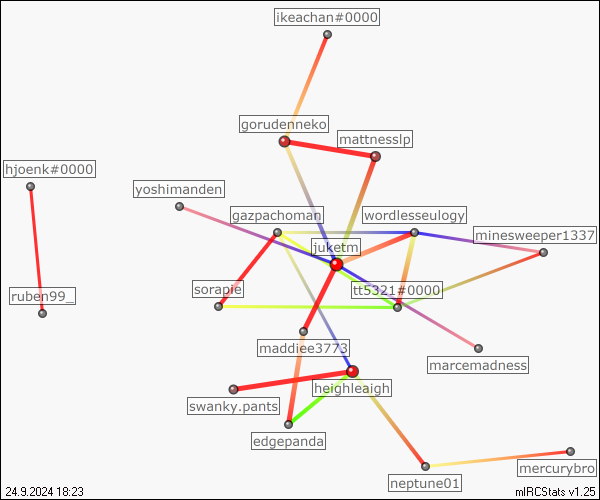 ikeachan#0000
gorudenneko
mattnesslp
hjoenk#0000
yoshimanden
gazpachoman
wordlesseulogy
minesweeper1337
juketm
sorapie
tt5321#0000
ruben99_
maddiee3773
marcemadness
heighleaigh
swanky.pants
edgepanda
mercurybro
neptune01
24.9.2024 18:23
mIRCStats v1.25